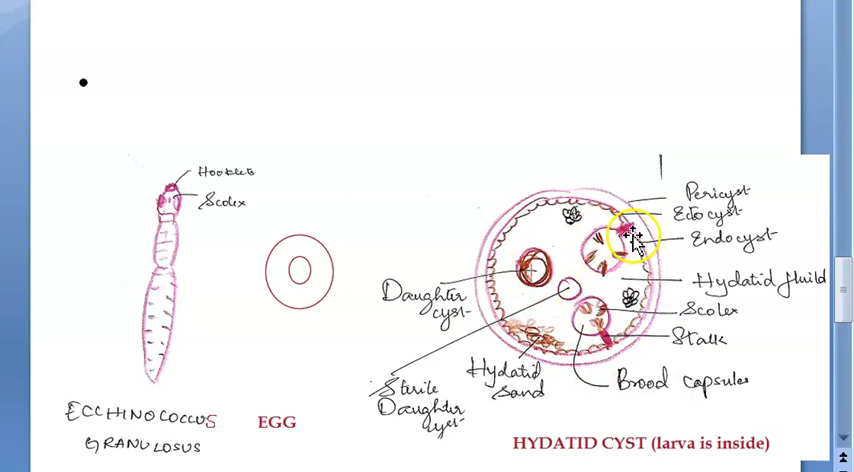 Hooklets
Scolex
Pericyst
Ectocyst
Endocyst
Hydatid fluid
Daughter
cyst
Scolex
Stalk
Hydatid
Sand
Brood capsules
Sterile
Daughter
cyst
ECCHINOCOCCUS
GRANULOSUS
EGG
HYDATID CYST (larva is inside)